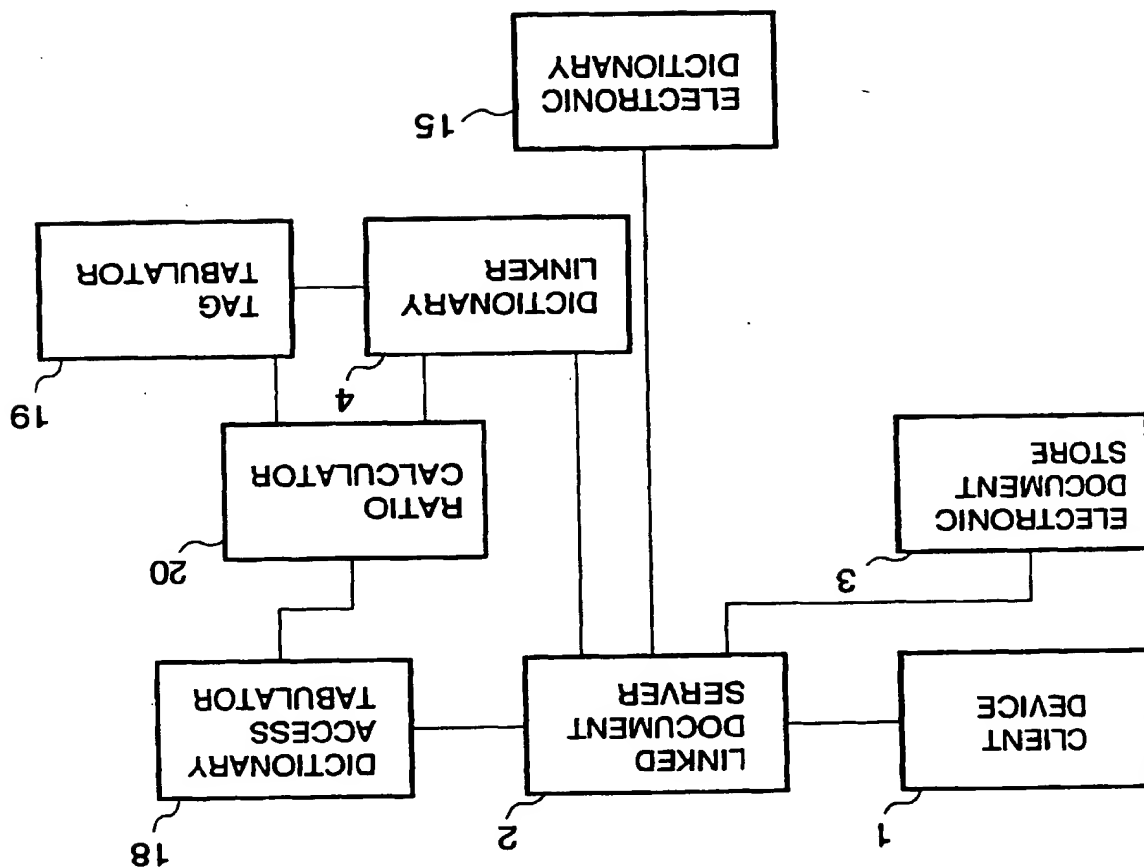 1
CLIENT
DEVICE
2
LINKED
DOCUMENT
SERVER
18
DICTIONARY
ACCESS
TABULATOR
3
ELECTRONIC
DOCUMENT
STORE
20
RATIO
CALCULATOR
4
DICTIONARY
LINKER
19
TAG
TABULATOR
15
ELECTRONIC
DICTIONARY